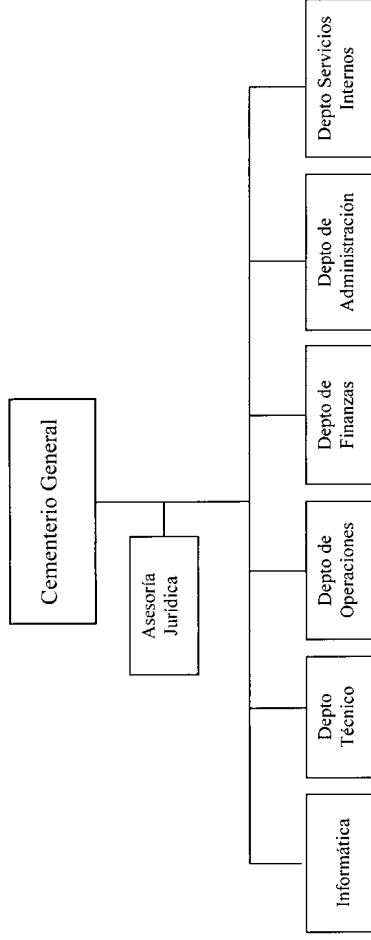 Cementerio General
Asesoría
Jurídica
Informática
Depto
Técnico
Depto de
Operaciones
Depto de
Finanzas
Depto de
Administración
Depto Servicios
Internos